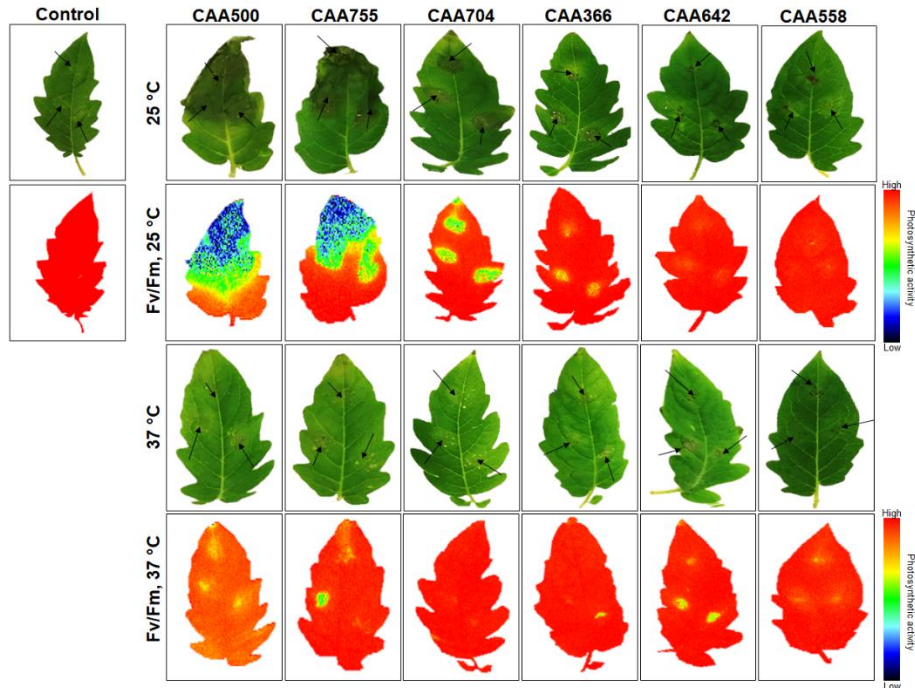 Control CAA500 CAA755 CAA704 CAA366 CAA642 CAA558
25 °C
Fv/Fm, 25 °C
High
Photosynthetic activity
Low
37 °C
Fv/Fm, 37 °C
High
Photosynthetic activity
Low